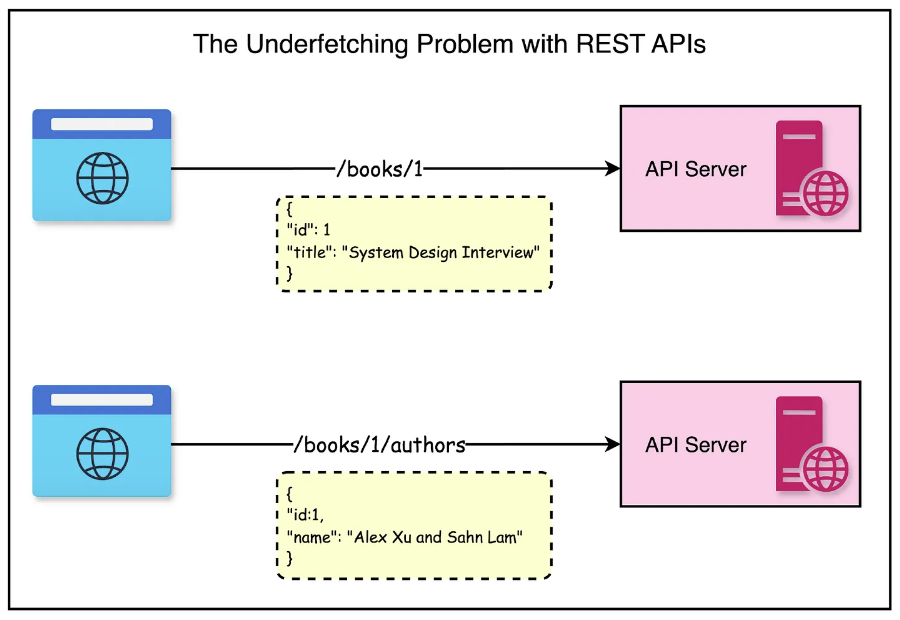 The Underfetching Problem with REST APIs
/books/1
API Server
{
"id": 1
"title": "System Design Interview"
}
/books/1/authors
API Server
{
"id:1,
"name": "Alex Xu and Sahn Lam"
}